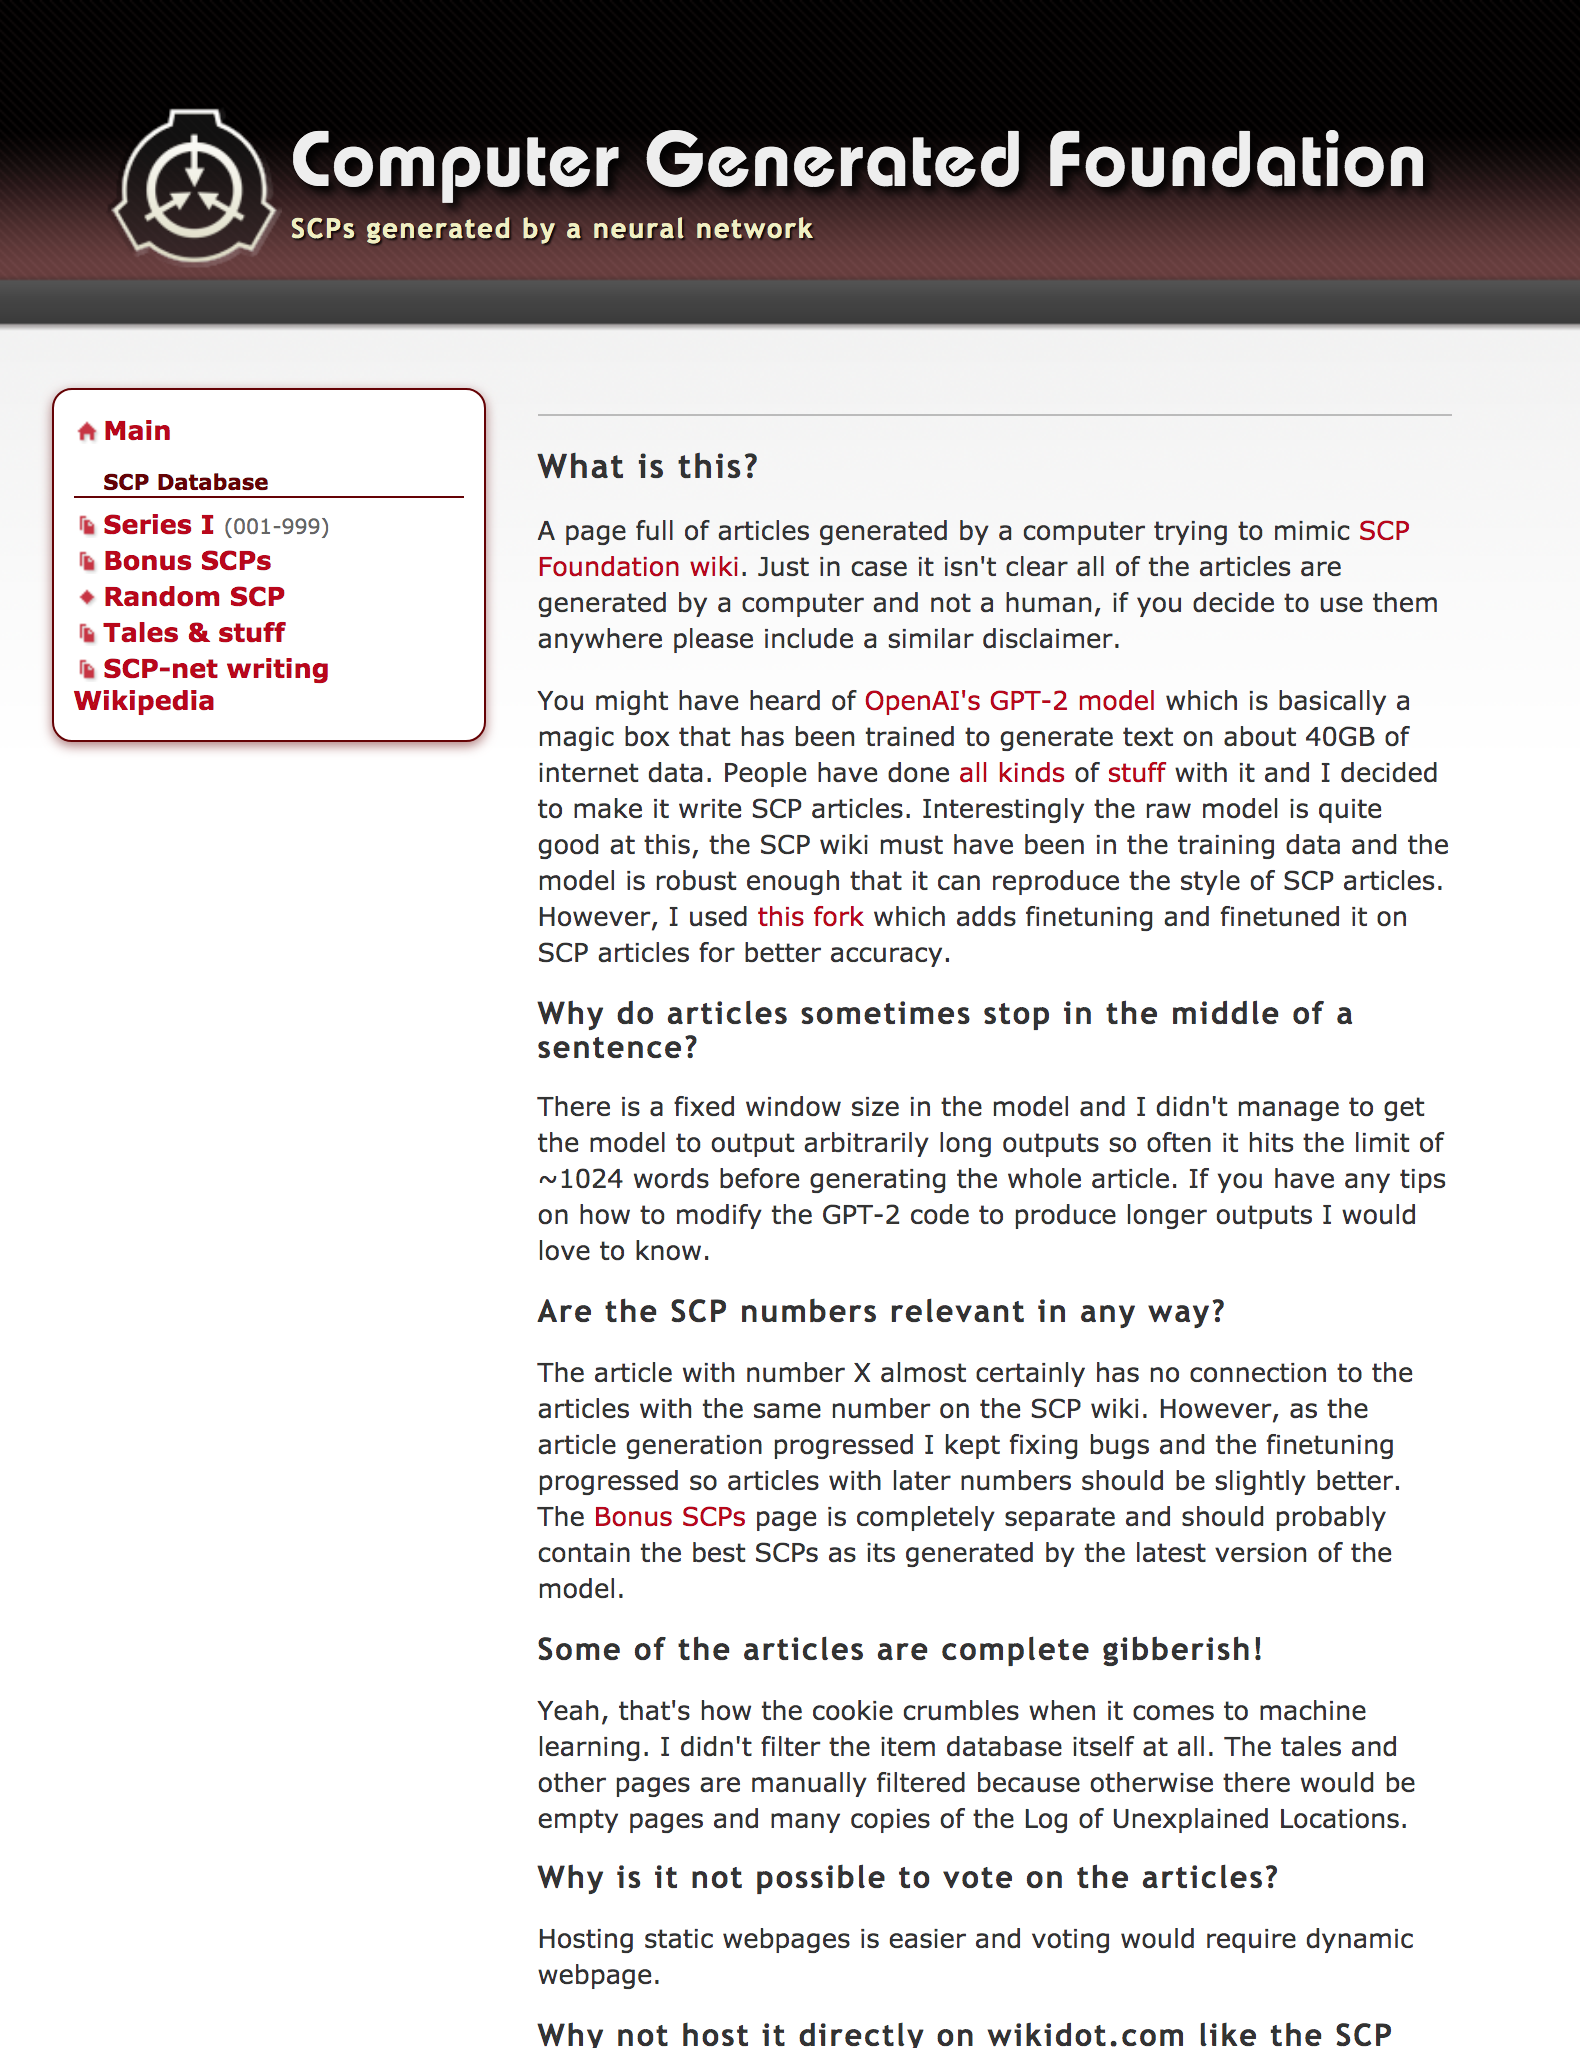 Computer Generated Foundation
SCPs generated by a neural network
Main
SCP Database
Series I (001-999)
Bonus SCPs
Random SCP
Tales & stuff
SCP-net writing
Wikipedia
What is this?
A page full of articles generated by a computer trying to mimic SCP
Foundation wiki. Just in case it isn't clear all of the articles are
generated by a computer and not a human, if you decide to use them
anywhere please include a similar disclaimer.
You might have heard of OpenAI's GPT-2 model which is basically a
magic box that has been trained to generate text on about 40GB of
internet data. People have done all kinds of stuff with it and I decided
to make it write SCP articles. Interestingly the raw model is quite
good at this, the SCP wiki must have been in the training data and the
model is robust enough that it can reproduce the style of SCP articles.
However, I used this fork which adds finetuning and finetuned it on
SCP articles for better accuracy.
Why do articles sometimes stop in the middle of a
sentence?
There is a fixed window size in the model and I didn't manage to get
the model to output arbitrarily long outputs so often it hits the limit of
~1024 words before generating the whole article. If you have any tips
on how to modify the GPT-2 code to produce longer outputs I would
love to know.
Are the SCP numbers relevant in any way?
The article with number X almost certainly has no connection to the
articles with the same number on the SCP wiki. However, as the
article generation progressed I kept fixing bugs and the finetuning
progressed so articles with later numbers should be slightly better.
The Bonus SCPs page is completely separate and should probably
contain the best SCPs as its generated by the latest version of the
model.
Some of the articles are complete gibberish!
Yeah, that's how the cookie crumbles when it comes to machine
learning. I didn't filter the item database itself at all. The tales and
other pages are manually filtered because otherwise there would be
empty pages and many copies of the Log of Unexplained Locations.
Why is it not possible to vote on the articles?
Hosting static webpages is easier and voting would require dynamic
webpage.
Why not host it directly on wikidot.com like the SCP